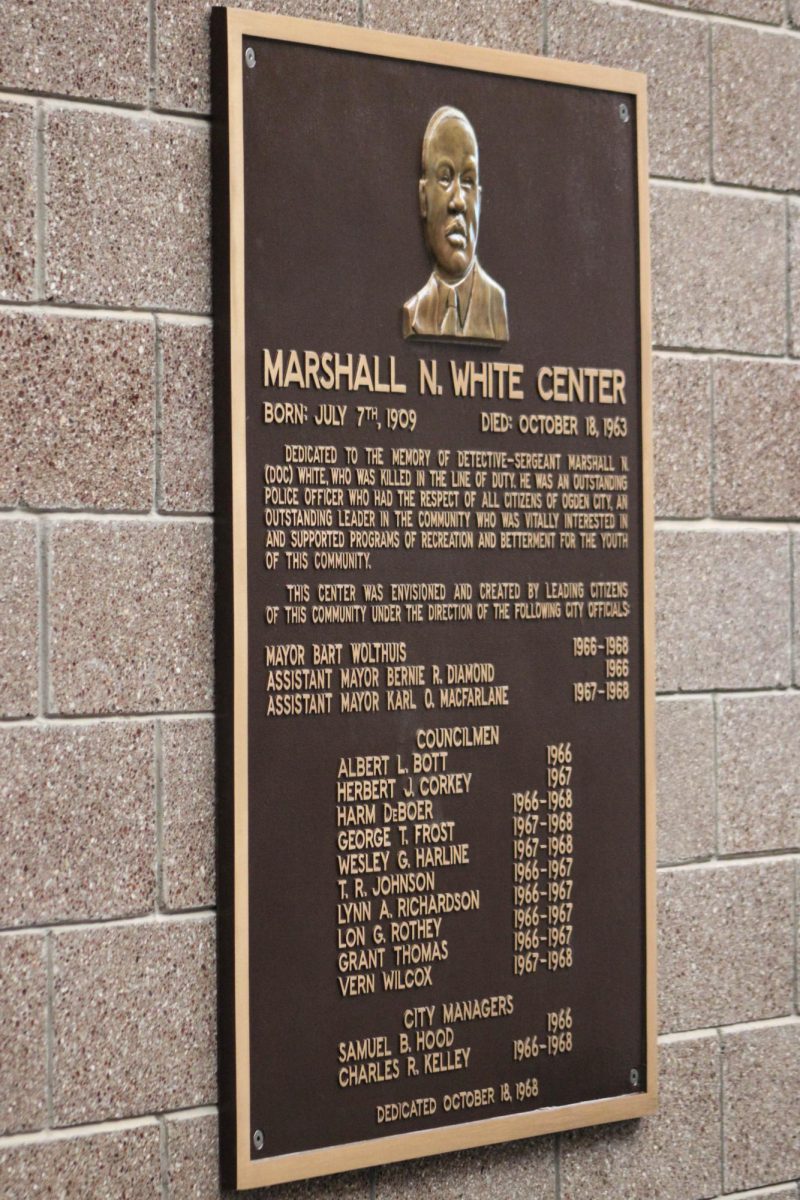 MARSHALL N. WHITE CENTER
BORN: JULY 7TH, 1909 DIED: OCTOBER 18, 1963
DEDICATED TO THE MEMORY OF DETECTIVE-SERGEANT MARSHALL N.
(DOC) WHITE, WHO WAS KILLED IN THE LINE OF DUTY. HE WAS AN OUTSTANDING
POLICE OFFICER WHO HAD THE RESPECT OF ALL CITIZENS OF OGDEN CITY, AN
OUTSTANDING LEADER IN THE COMMUNITY WHO WAS VITALLY INTERESTED IN
AND SUPPORTED PROGRAMS OF RECREATION AND BETTERMENT FOR THE YOUTH
OF THIS COMMUNITY.
THIS CENTER WAS ENVISIONED AND CREATED BY LEADING CITIZENS
OF THIS COMMUNITY UNDER THE DIRECTION OF THE FOLLOWING CITY OFFICIALS:
MAYOR BART WOLTHUIS 1966-1968
ASSISTANT MAYOR BERNIE R. DIAMOND 1966
ASSISTANT MAYOR KARL O. MACFARLANE 1967-1968
COUNCILMEN
ALBERT L. BOTT 1966
HERBERT J. CORKEY 1967
HARM DEBOER 1966-1968
GEORGE T. FROST 1967-1968
WESLEY G. HARLINE 1967-1968
T. R. JOHNSON 1966-1967
LYNN A. RICHARDSON 1966-1967
LON G. ROTHEY 1966-1967
GRANT THOMAS 1966-1967
VERN WILCOX 1967-1968
CITY MANAGERS
SAMUEL B. HOOD 1966
CHARLES R. KELLEY 1966-1968
DEDICATED OCTOBER 18, 1968